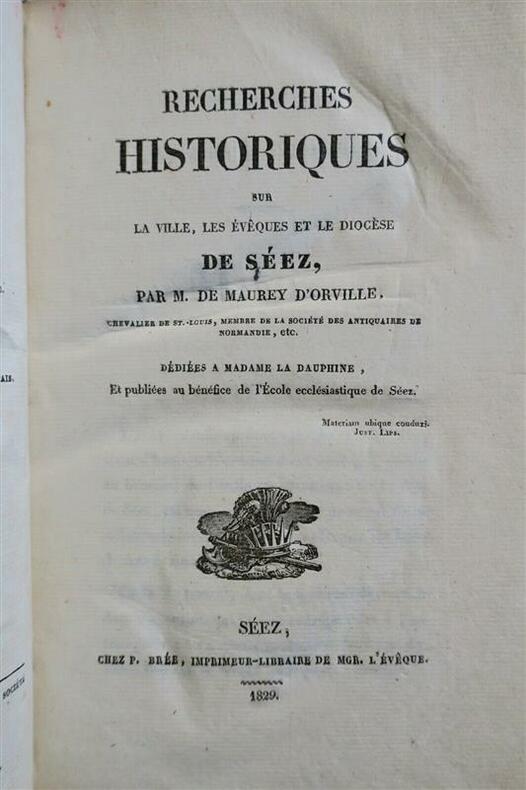 RECHERCHES
HISTORIQUES
SUR
LA VILLE, LES ÉVÊQUES ET LE DIOCÈSE
DE SÉEZ,
PAR M. DE MAUREY D'ORVILLE,
CHEVALIER DE ST.-LOUIS, MEMBRE DE LA SOCIÉTÉ DES ANTIQUAIRES DE
NORMANDIE, etc.
DÉDIÉES A MADAME LA DAUPHINE,
Et publiées au bénéfice de l'École ecclésiastique de Séez.
Materiam ubique conduxi.
JUST. LIPS.
SÉEZ,
CHEZ P. BRÉE, IMPRIMEUR-LIBRAIRE DE MGR. L'ÉVÊQUE.
1829.
AIS.
SOCIÉTÉ